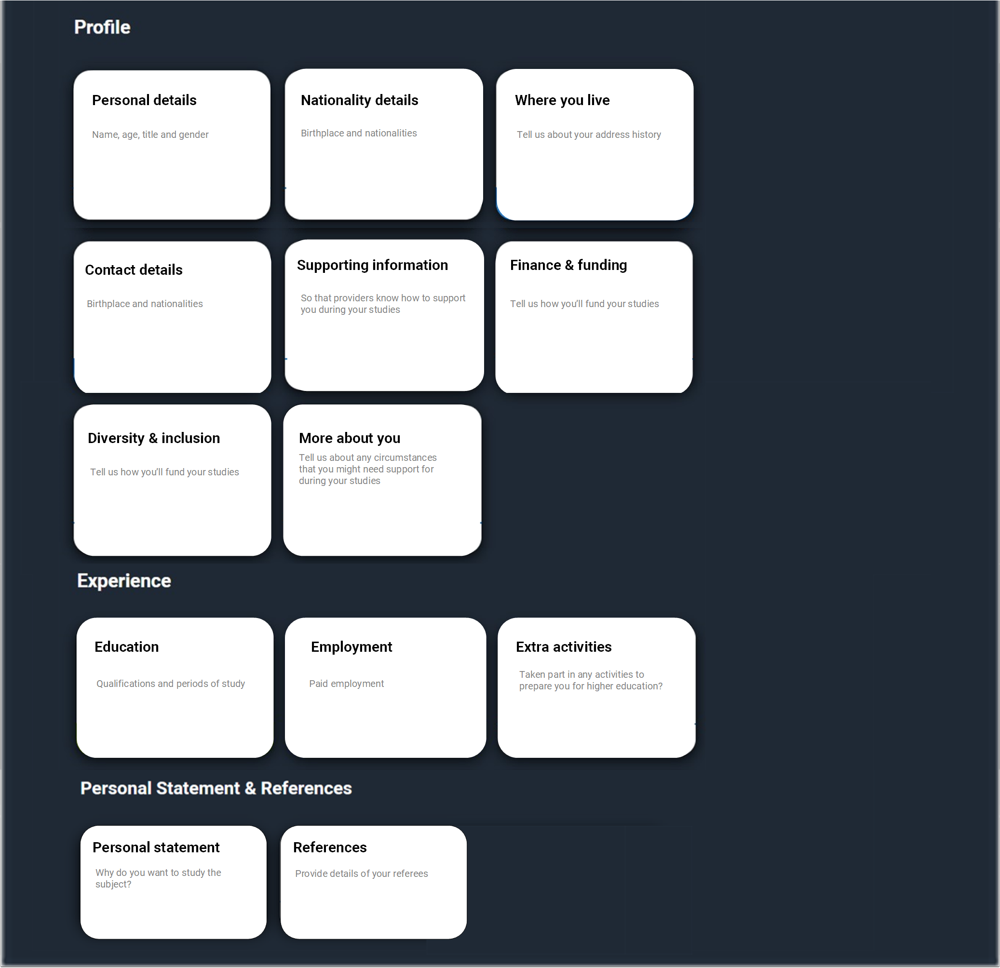 Profile
Personal details
Name, age, title and gender
Nationality details
Birthplace and nationalities
Where you live
Tell us about your address history
Contact details
Birthplace and nationalities
Supporting information
So that providers know how to support
you during your studies
Finance & funding
Tell us how you’ll fund your studies
Diversity & inclusion
Tell us how you’ll fund your studies
More about you
Tell us about any circumstances
that you might need support for
during your studies
Experience
Education
Qualifications and periods of study
Employment
Paid employment
Extra activities
Taken part in any activities to
prepare you for higher education?
Personal Statement & References
Personal statement
Why do you want to study the
subject?
References
Provide details of your referees